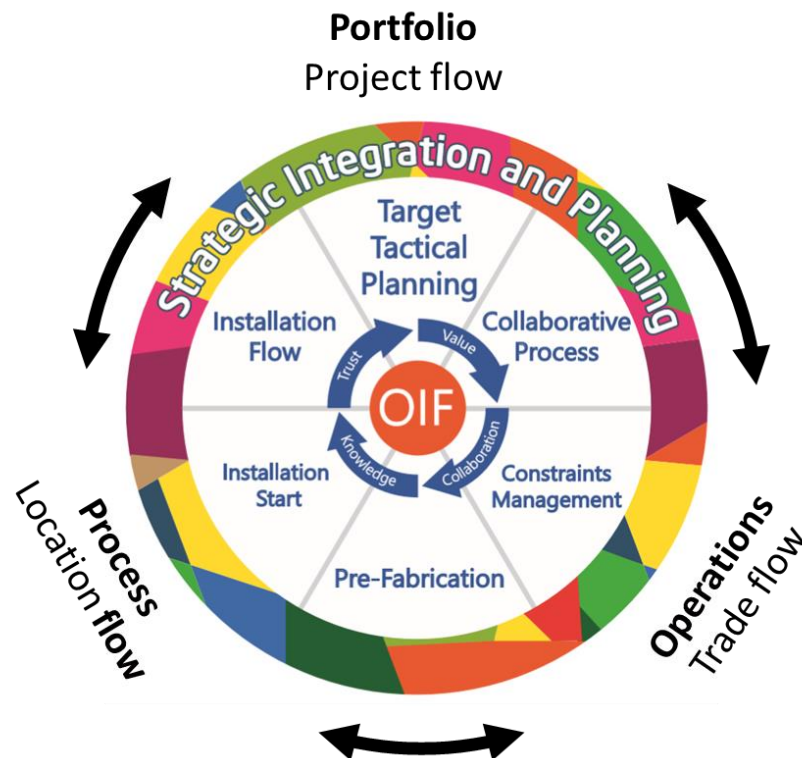 Portfolio
Project flow
Strategic Integration and Planning
Target
Tactical
Planning
Installation
Flow
Collaborative
Process
Trust
Value
OIF
Knowledge
Collaboration
Installation
Start
Constraints
Management
Pre-Fabrication
Process
Location flow
Operations
Trade flow